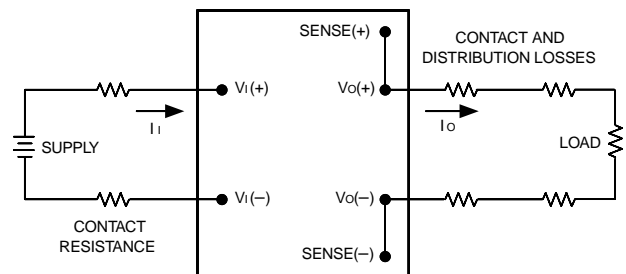 SENSE(+)
CONTACT AND
DISTRIBUTION LOSSES
VI(+)
VO(+)
II
IO
SUPPLY
LOAD
VI(–)
VO(–)
CONTACT
RESISTANCE
SENSE(–)